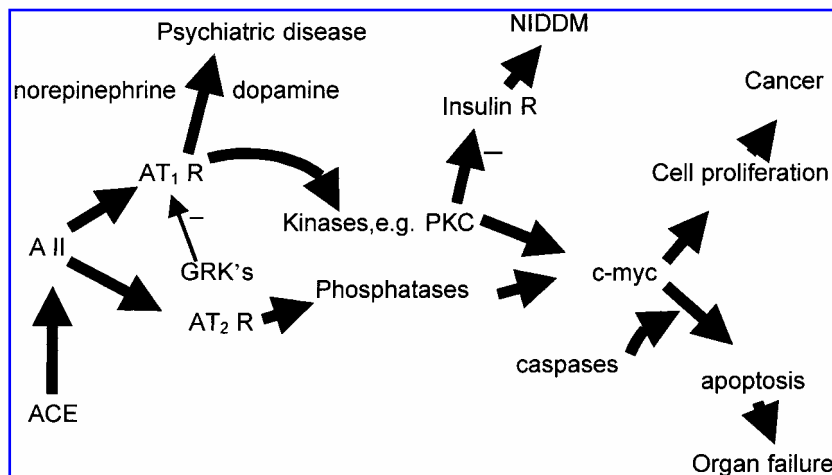 NIDDM
Psychiatric disease
norepinephrine
dopamine
Cancer
Insulin R
–
AT₁ R
Cell proliferation
Kinases,e.g. PKC
–
A II
GRK's
c-myc
Phosphatases
AT₂ R
caspases
apoptosis
ACE
Organ failure